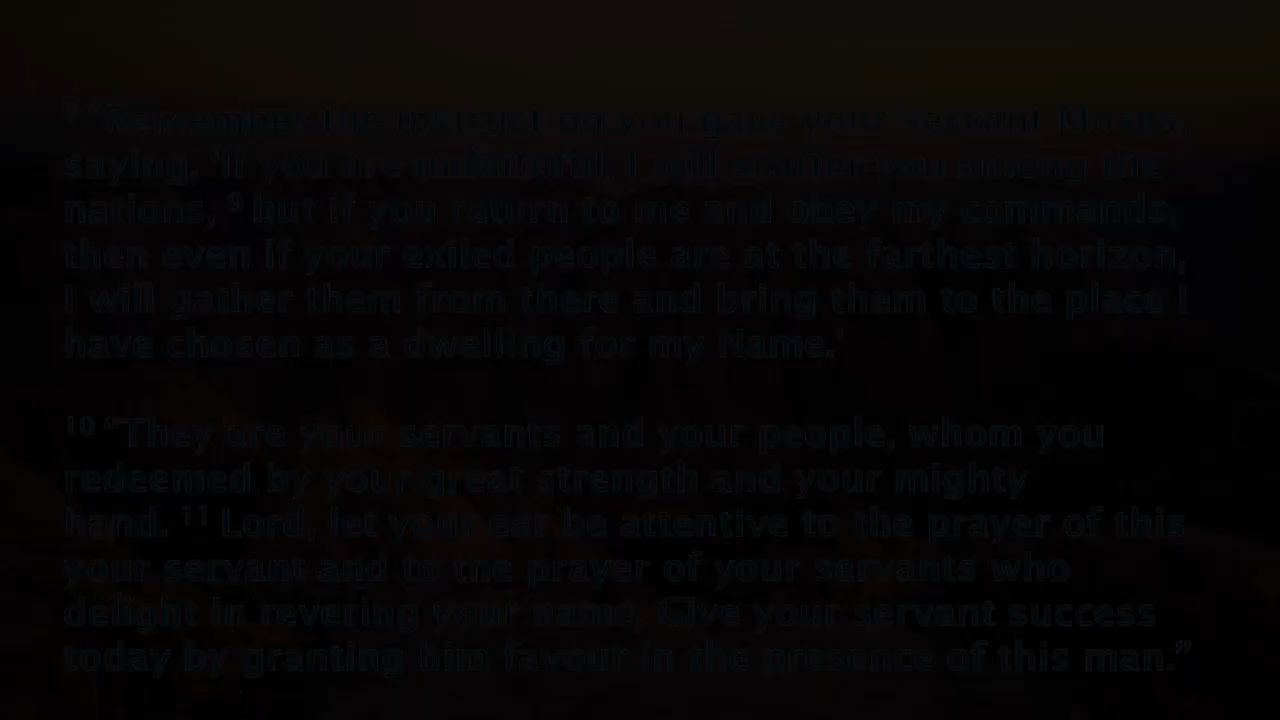 ⁸ “Remember the instruction you gave your servant Moses,
saying, ‘If you are unfaithful, I will scatter you among the
nations, ⁹ but if you return to me and obey my commands,
then even if your exiled people are at the farthest horizon,
I will gather them from there and bring them to the place I
have chosen as a dwelling for my Name.’
¹⁰ “They are your servants and your people, whom you
redeemed by your great strength and your mighty
hand. ¹¹ Lord, let your ear be attentive to the prayer of this
your servant and to the prayer of your servants who
delight in revering your name. Give your servant success
today by granting him favour in the presence of this man.”